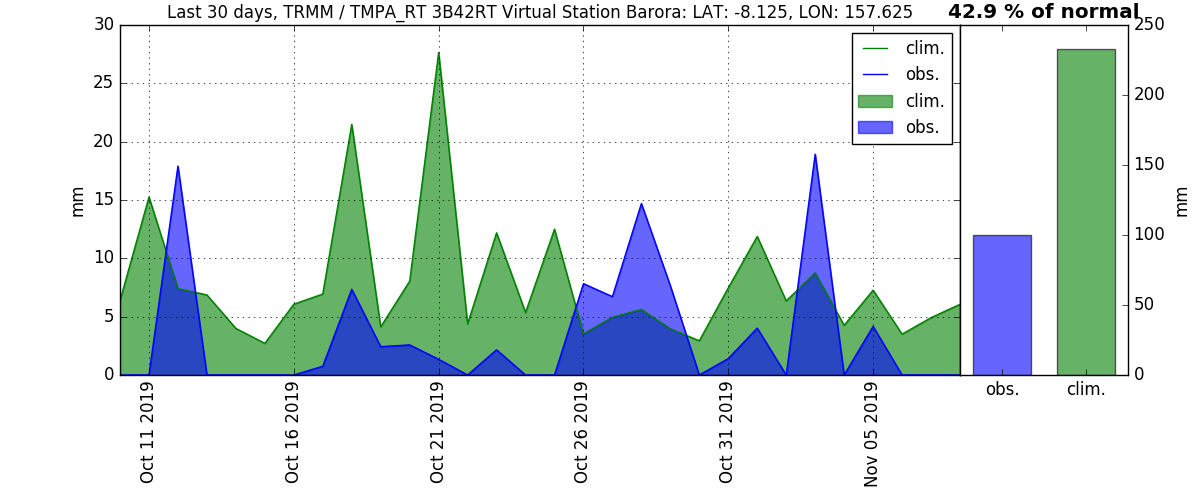 Last 30 days, TRMM / TMPA_RT 3B42RT Virtual Station Barora: LAT: -8.125, LON: 157.625
42.9 % of normal
30
25
20
15
10
5
0
mm
clim.
obs.
clim.
obs.
Oct 11 2019
Oct 16 2019
Oct 21 2019
Oct 26 2019
Oct 31 2019
Nov 05 2019
250
200
150
100
50
0
mm
obs.
clim.